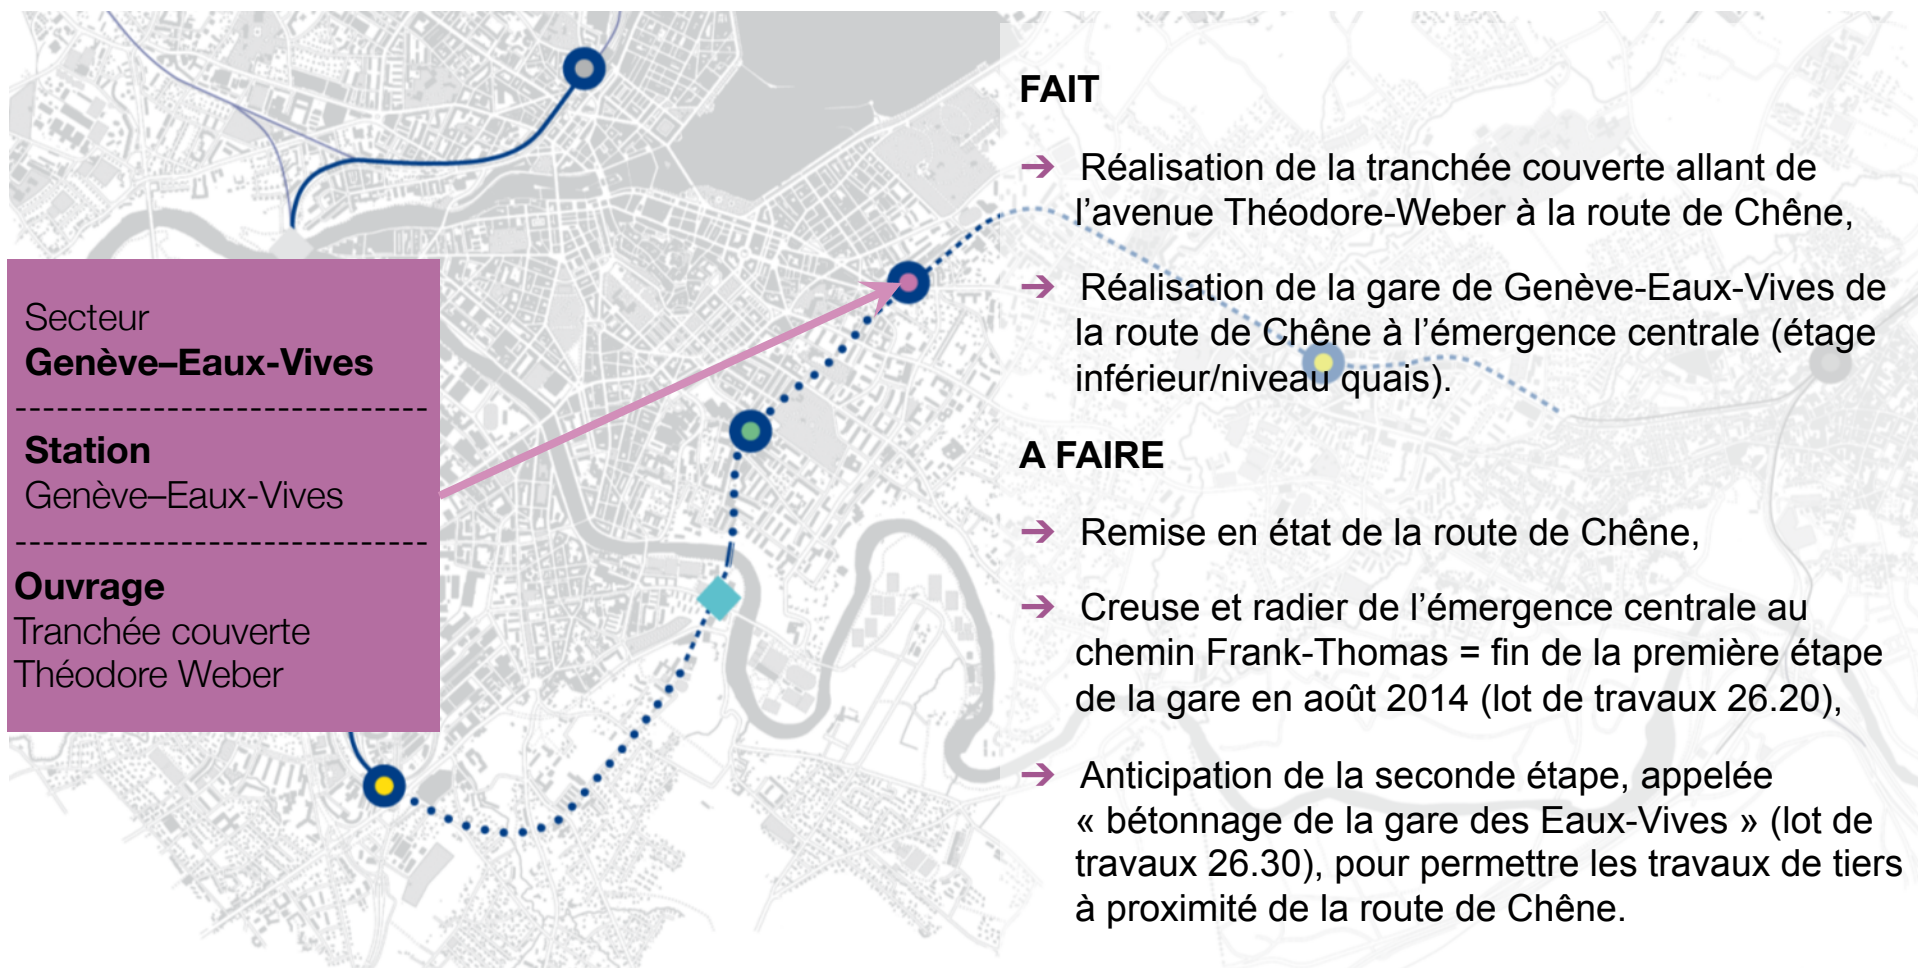 Secteur
Genève–Eaux-Vives
------------------------------
Station
Genève–Eaux-Vives
------------------------------
Ouvrage
Tranchée couverte
Théodore Weber
FAIT
➔ Réalisation de la tranchée couverte allant de
l’avenue Théodore-Weber à la route de Chêne,
➔ Réalisation de la gare de Genève-Eaux-Vives de
la route de Chêne à l’émergence centrale (étage
inférieur/niveau quais).
A FAIRE
➔ Remise en état de la route de Chêne,
➔ Creuse et radier de l’émergence centrale au
chemin Frank-Thomas = fin de la première étape
de la gare en août 2014 (lot de travaux 26.20),
➔ Anticipation de la seconde étape, appelée
« bétonnage de la gare des Eaux-Vives » (lot de
travaux 26.30), pour permettre les travaux de tiers
à proximité de la route de Chêne.